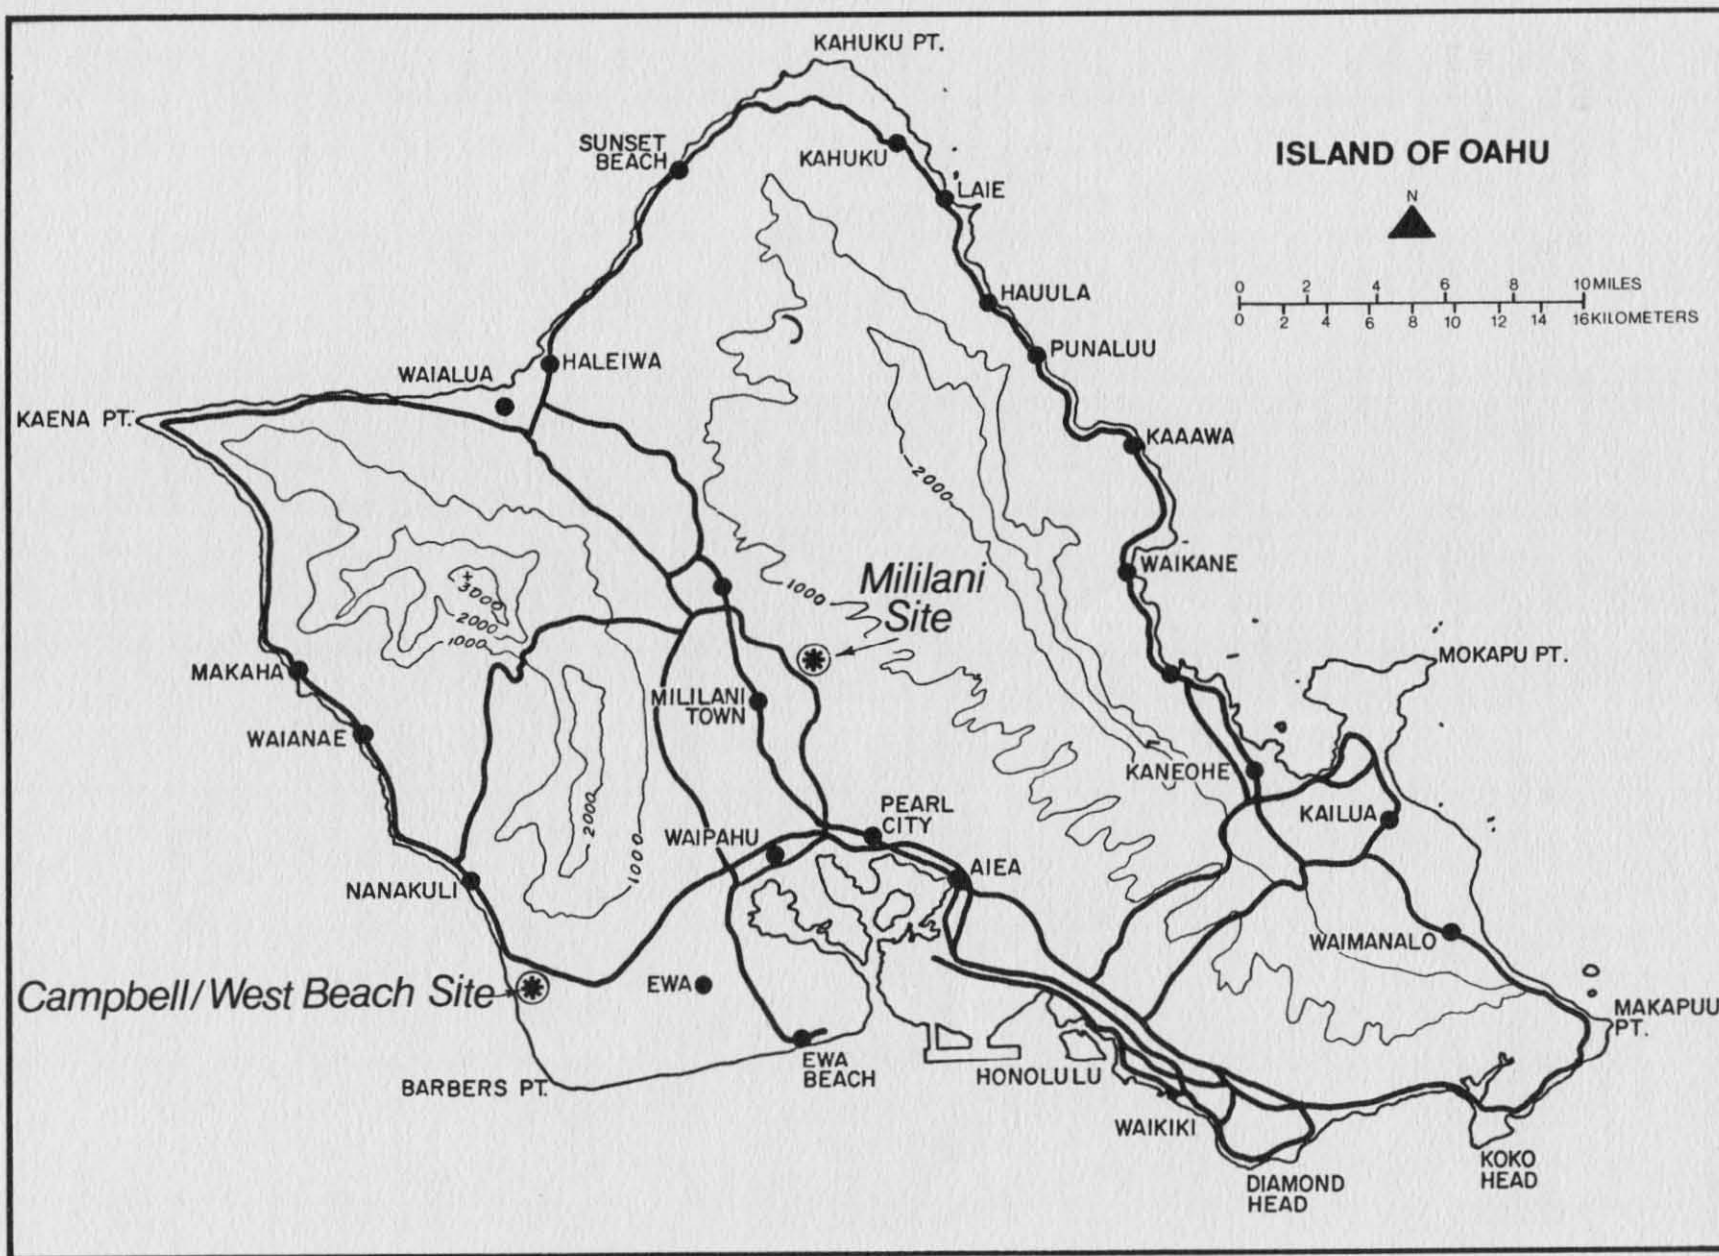 KAHUKU PT.
SUNSET
BEACH
KAHUKU
ISLAND OF OAHU
N
LAIE
0 2 4 6 8 10 MILES
0 2 4 6 8 10 12 14 16 KILOMETERS
HAUULA
PUNALUU
HALEIWA
WAIALUA
KAENA PT.
KAAAWA
2000
WAIKANE
Mililani
Site
1000
+
3000
2000
1000
MAKAHA
MOKAPU PT.
MILILANI
TOWN
WAIANAE
KANEOHE
KAILUA
PEARL
CITY
WAIPAHU
2000
1000
AIEA
NANAKULI
WAIMANALO
Campbell/West Beach Site
EWA
MAKAPUU
PT.
EWA
BEACH
HONOLULU
BARBERS PT.
WAIKIKI
KOKO
HEAD
DIAMOND
HEAD